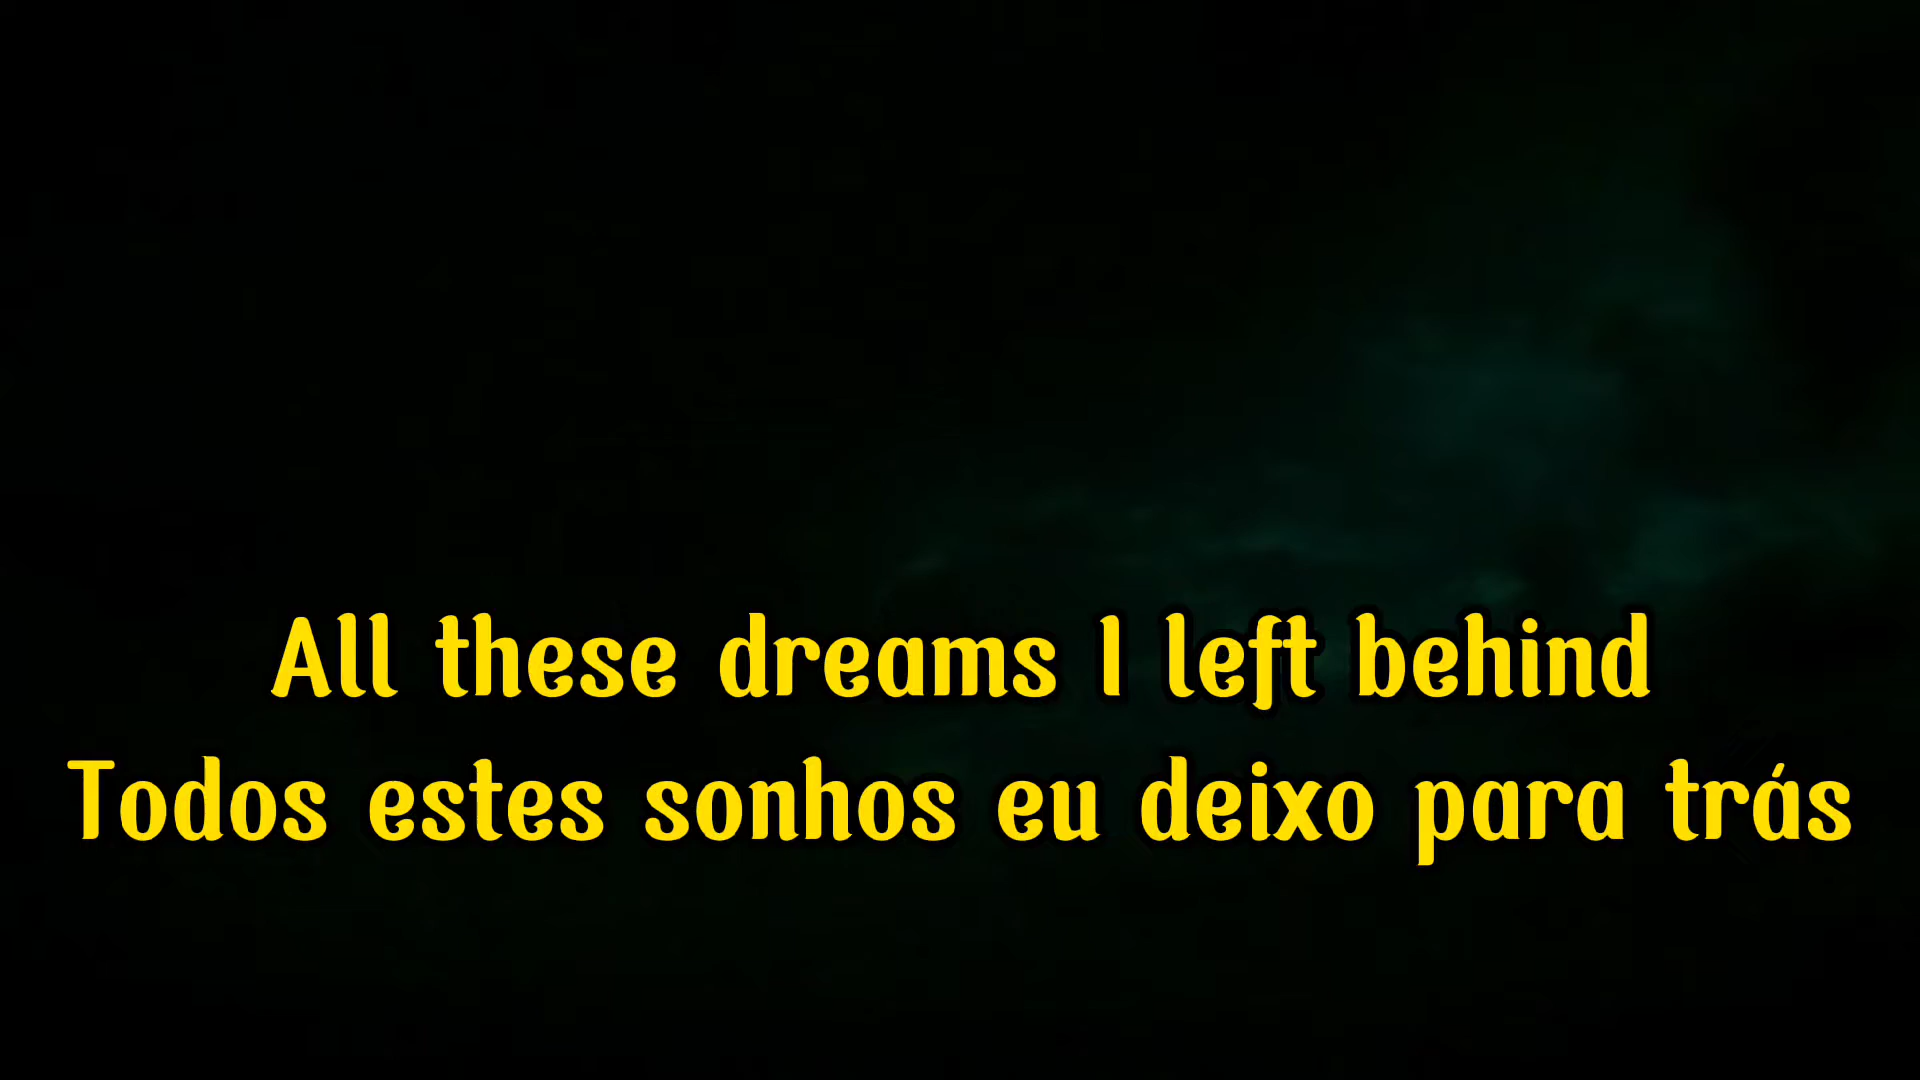 All these dreams I left behind
Todos estes sonhos eu deixo para trás